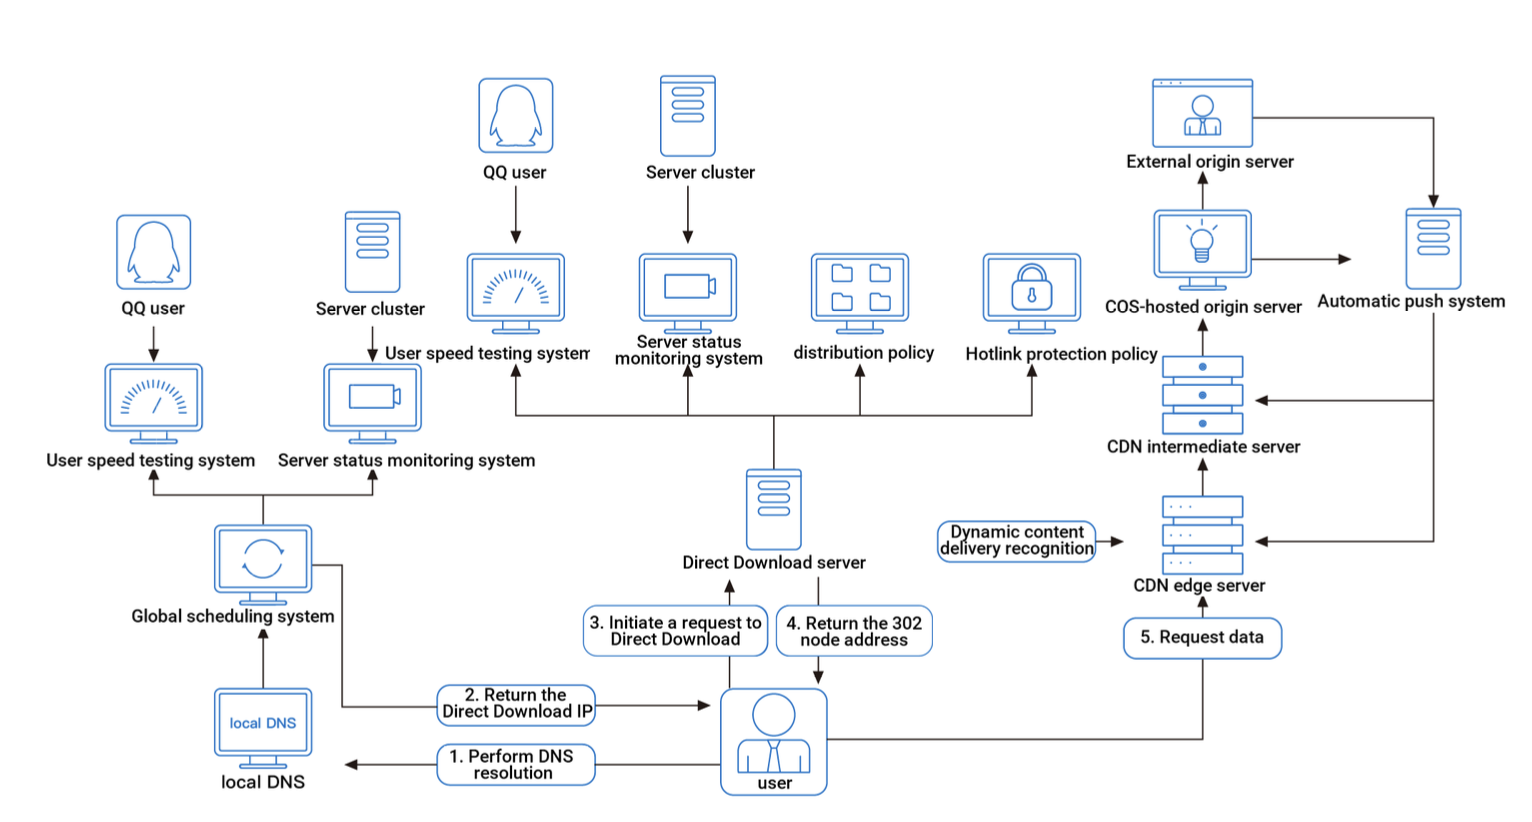 QQ user
Server cluster
External origin server
QQ user
Server cluster
COS-hosted origin server
Automatic push system
User speed testing system
Server status
monitoring system
distribution policy
Hotlink protection policy
User speed testing system
Server status monitoring system
CDN intermediate server
Direct Download server
Dynamic content
delivery recognition
CDN edge server
Global scheduling system
3. Initiate a request to
Direct Download
4. Return the 302
node address
5. Request data
2. Return the
Direct Download IP
local DNS
local DNS
1. Perform DNS
resolution
user